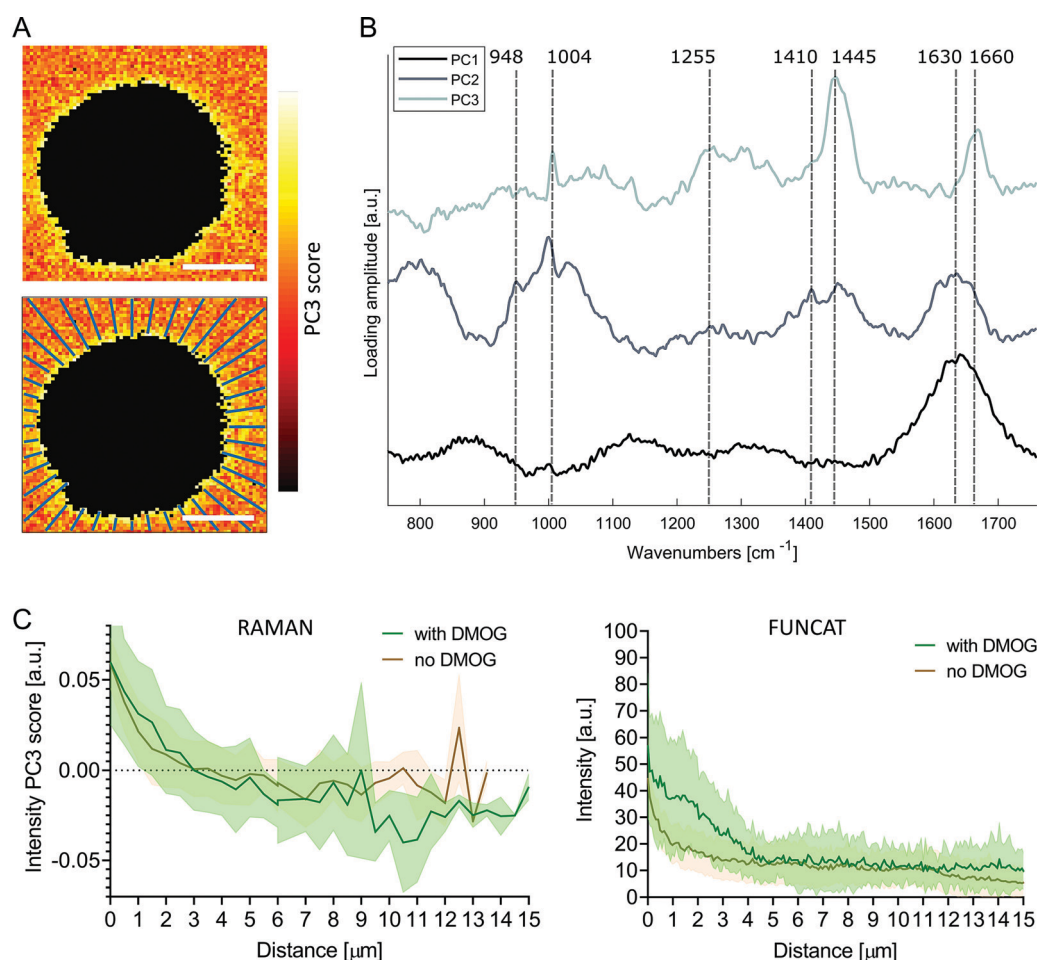 A
PC3 score
B
PC1
PC2
PC3
948 1004 1255 1410 1445 1630 1660
Loading amplitude [a.u.]
800 900 1000 1100 1200 1300 1400 1500 1600 1700
Wavenumbers [cm -1]
C
RAMAN
with DMOG
no DMOG
Intensity PC3 score [a.u.]
0.05
0.00
-0.05
0 1 2 3 4 5 6 7 8 9 10 11 12 13 14 15
Distance [µm]
FUNCAT
with DMOG
no DMOG
Intensity [a.u.]
100
90
80
70
60
50
40
30
20
10
0
0 1 2 3 4 5 6 7 8 9 10 11 12 13 14 15
Distance [µm]